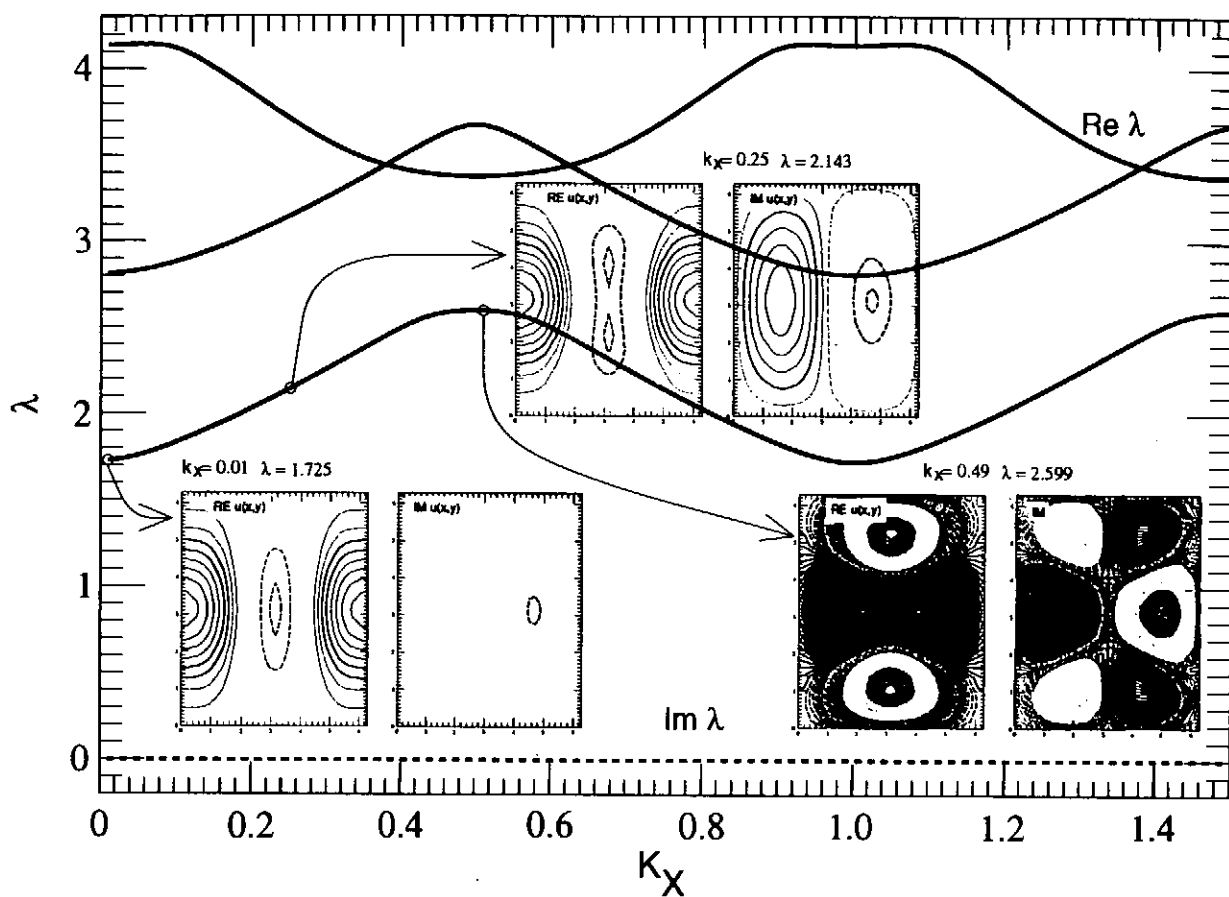 4
3
2
1
0
λ
Re λ
kx= 0.25 λ = 2.143
RE u(x,y)
IM u(x,y)
kx= 0.01 λ = 1.725
RE u(x,y)
IM u(x,y)
kx= 0.49 λ = 2.599
RE u(x,y)
IM
Im λ
0 0.2 0.4 0.6 0.8 1.0 1.2 1.4
KX